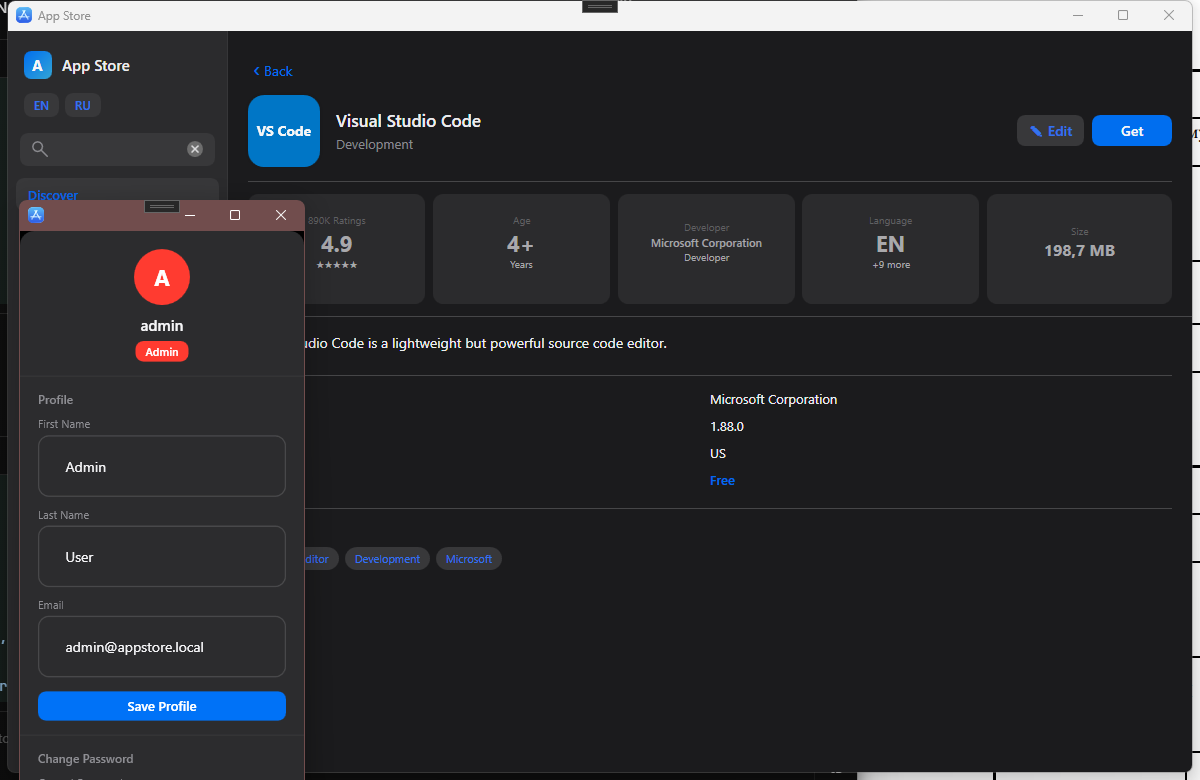 App Store
A App Store
EN RU
Discover
‹ Back
VS Code
Visual Studio Code
Development
Edit
Get
890K Ratings
4.9
★★★★★
Age
4+
Years
Developer
Microsoft Corporation
Developer
Language
EN
+9 more
Size
198,7 MB
Code is a lightweight but powerful source code editor.
Microsoft Corporation
1.88.0
US
Free
Development
Microsoft
A
admin
Admin
Profile
First Name
Admin
Last Name
User
Email
admin@appstore.local
Save Profile
Change Password